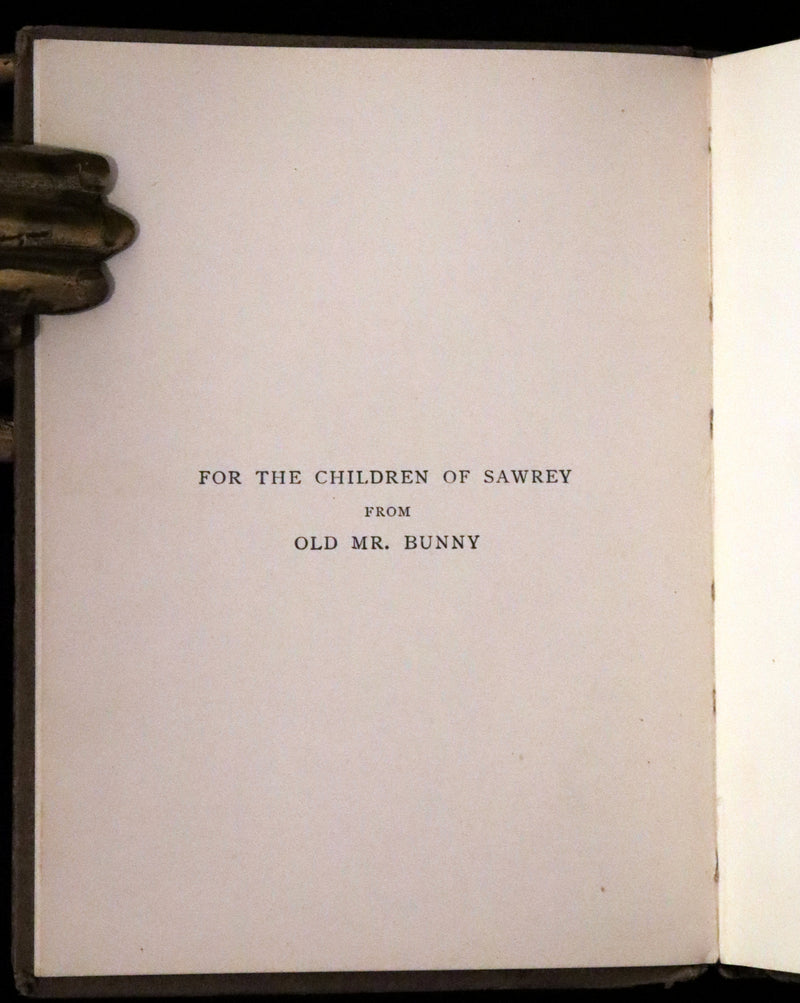 FOR THE CHILDREN OF SAWREY
FROM
OLD MR. BUNNY